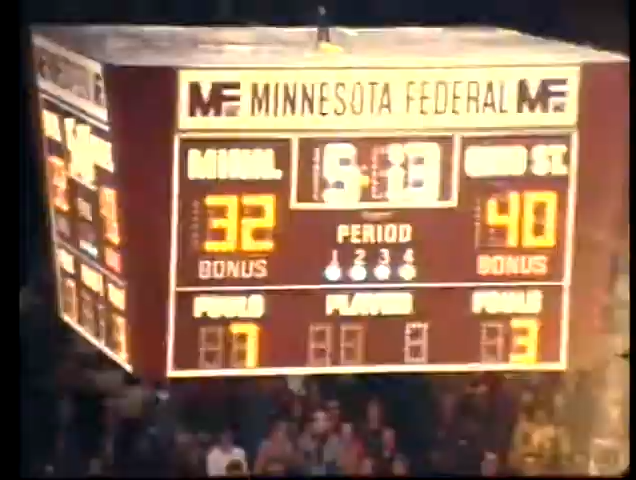 MF MINNESOTA FEDERAL MF
MINN. 5:13 OHIO ST.
32 40
PERIOD
1 2 3 4
BONUS BONUS
FOULS PLAYER FOULS
7 3